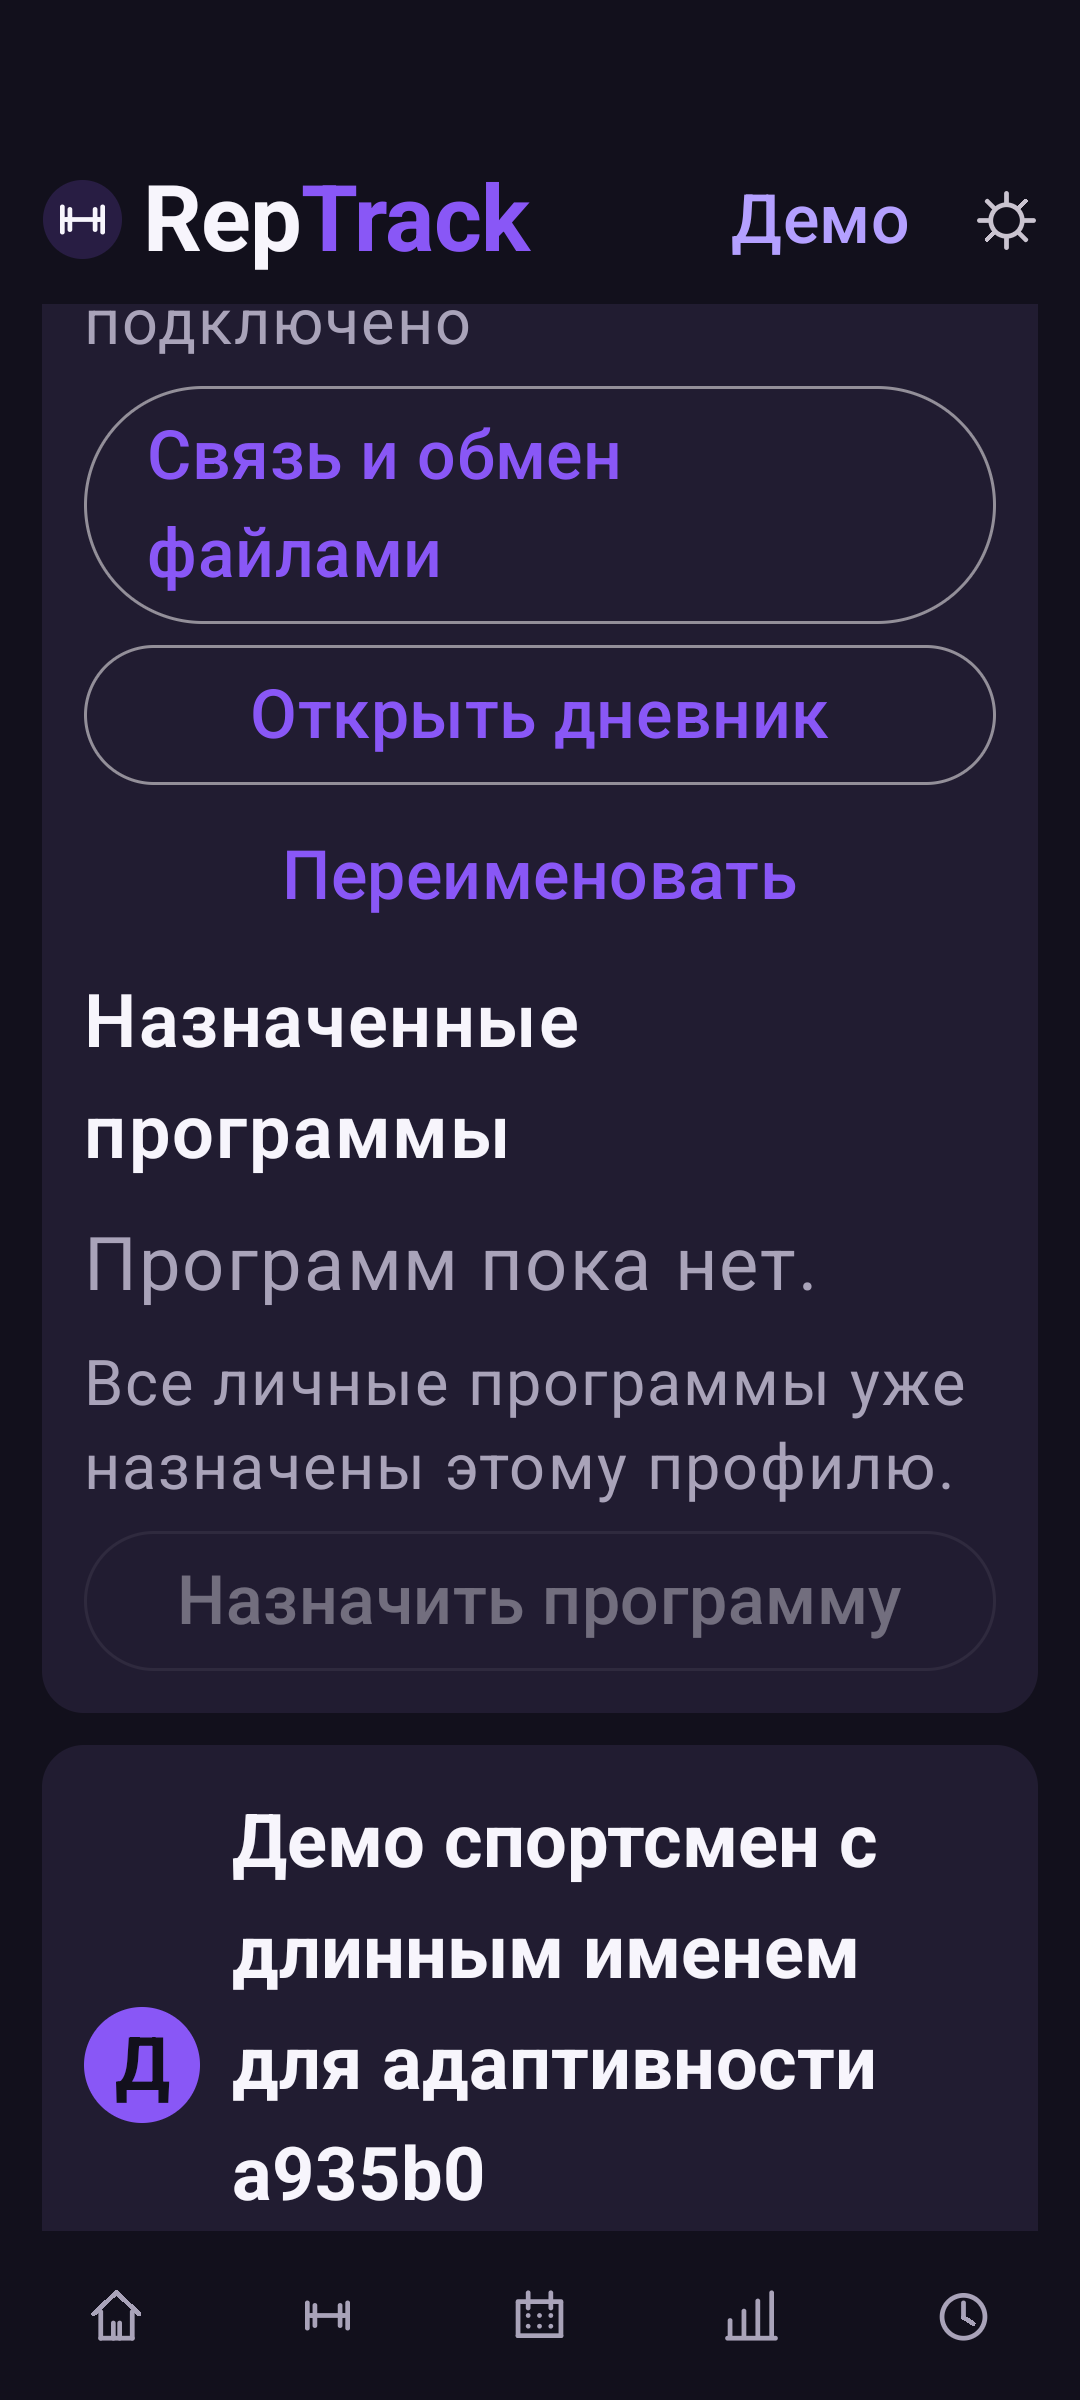 RepTrack
Демо
подключено
Связь и обмен
файлами
Открыть дневник
Переименовать
Назначенные
программы
Программ пока нет.
Все личные программы уже
назначены этому профилю.
Назначить программу
Демо спортсмен с
длинным именем
Д
для адаптивности
a935b0